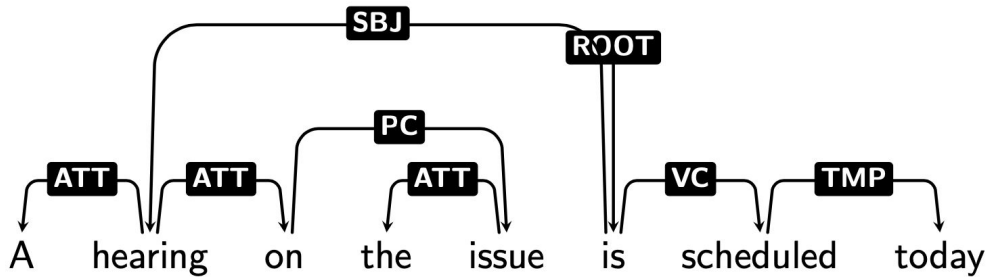 SBJ
ROOT
PC
ATT ATT ATT VC TMP
A hearing on the issue is scheduled today